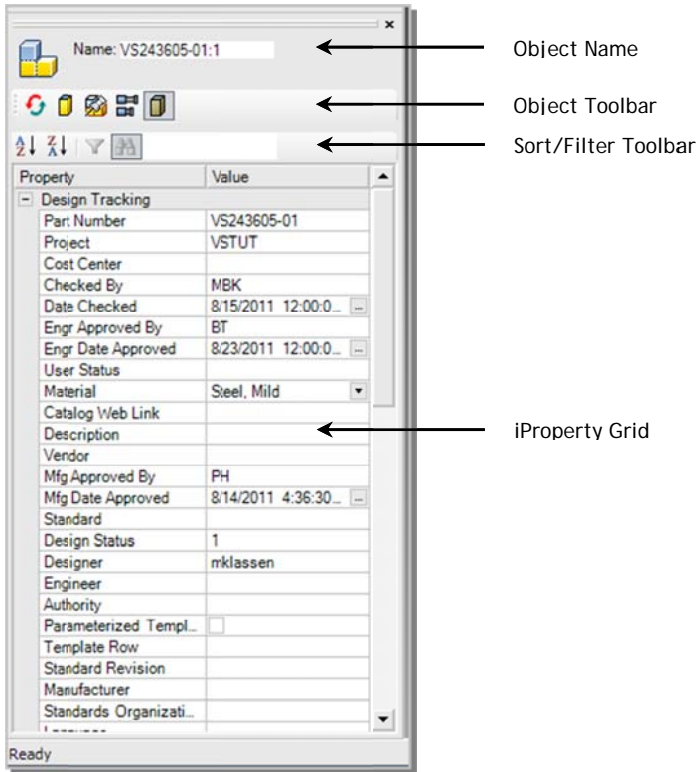 Name: VS243605-01:1
Object Name
Object Toolbar
Sort/Filter Toolbar
Property Value
Design Tracking
Part Number VS243605-01
Project VSTUT
Cost Center
Checked By MBK
Date Checked 8/15/2011 12:00:0... ...
Engr Approved By BT
Engr Date Approved 8/23/2011 12:00:0... ...
User Status
Material Steel, Mild
Catalog Web Link
Description
iProperty Grid
Vendor
Mfg Approved By PH
Mfg Date Approved 8/14/2011 4:36:30... ...
Standard
Design Status 1
Designer mklassen
Engineer
Authority
Parameterized Templ...
Template Row
Standard Revision
Manufacturer
Standards Organizati...
Ready